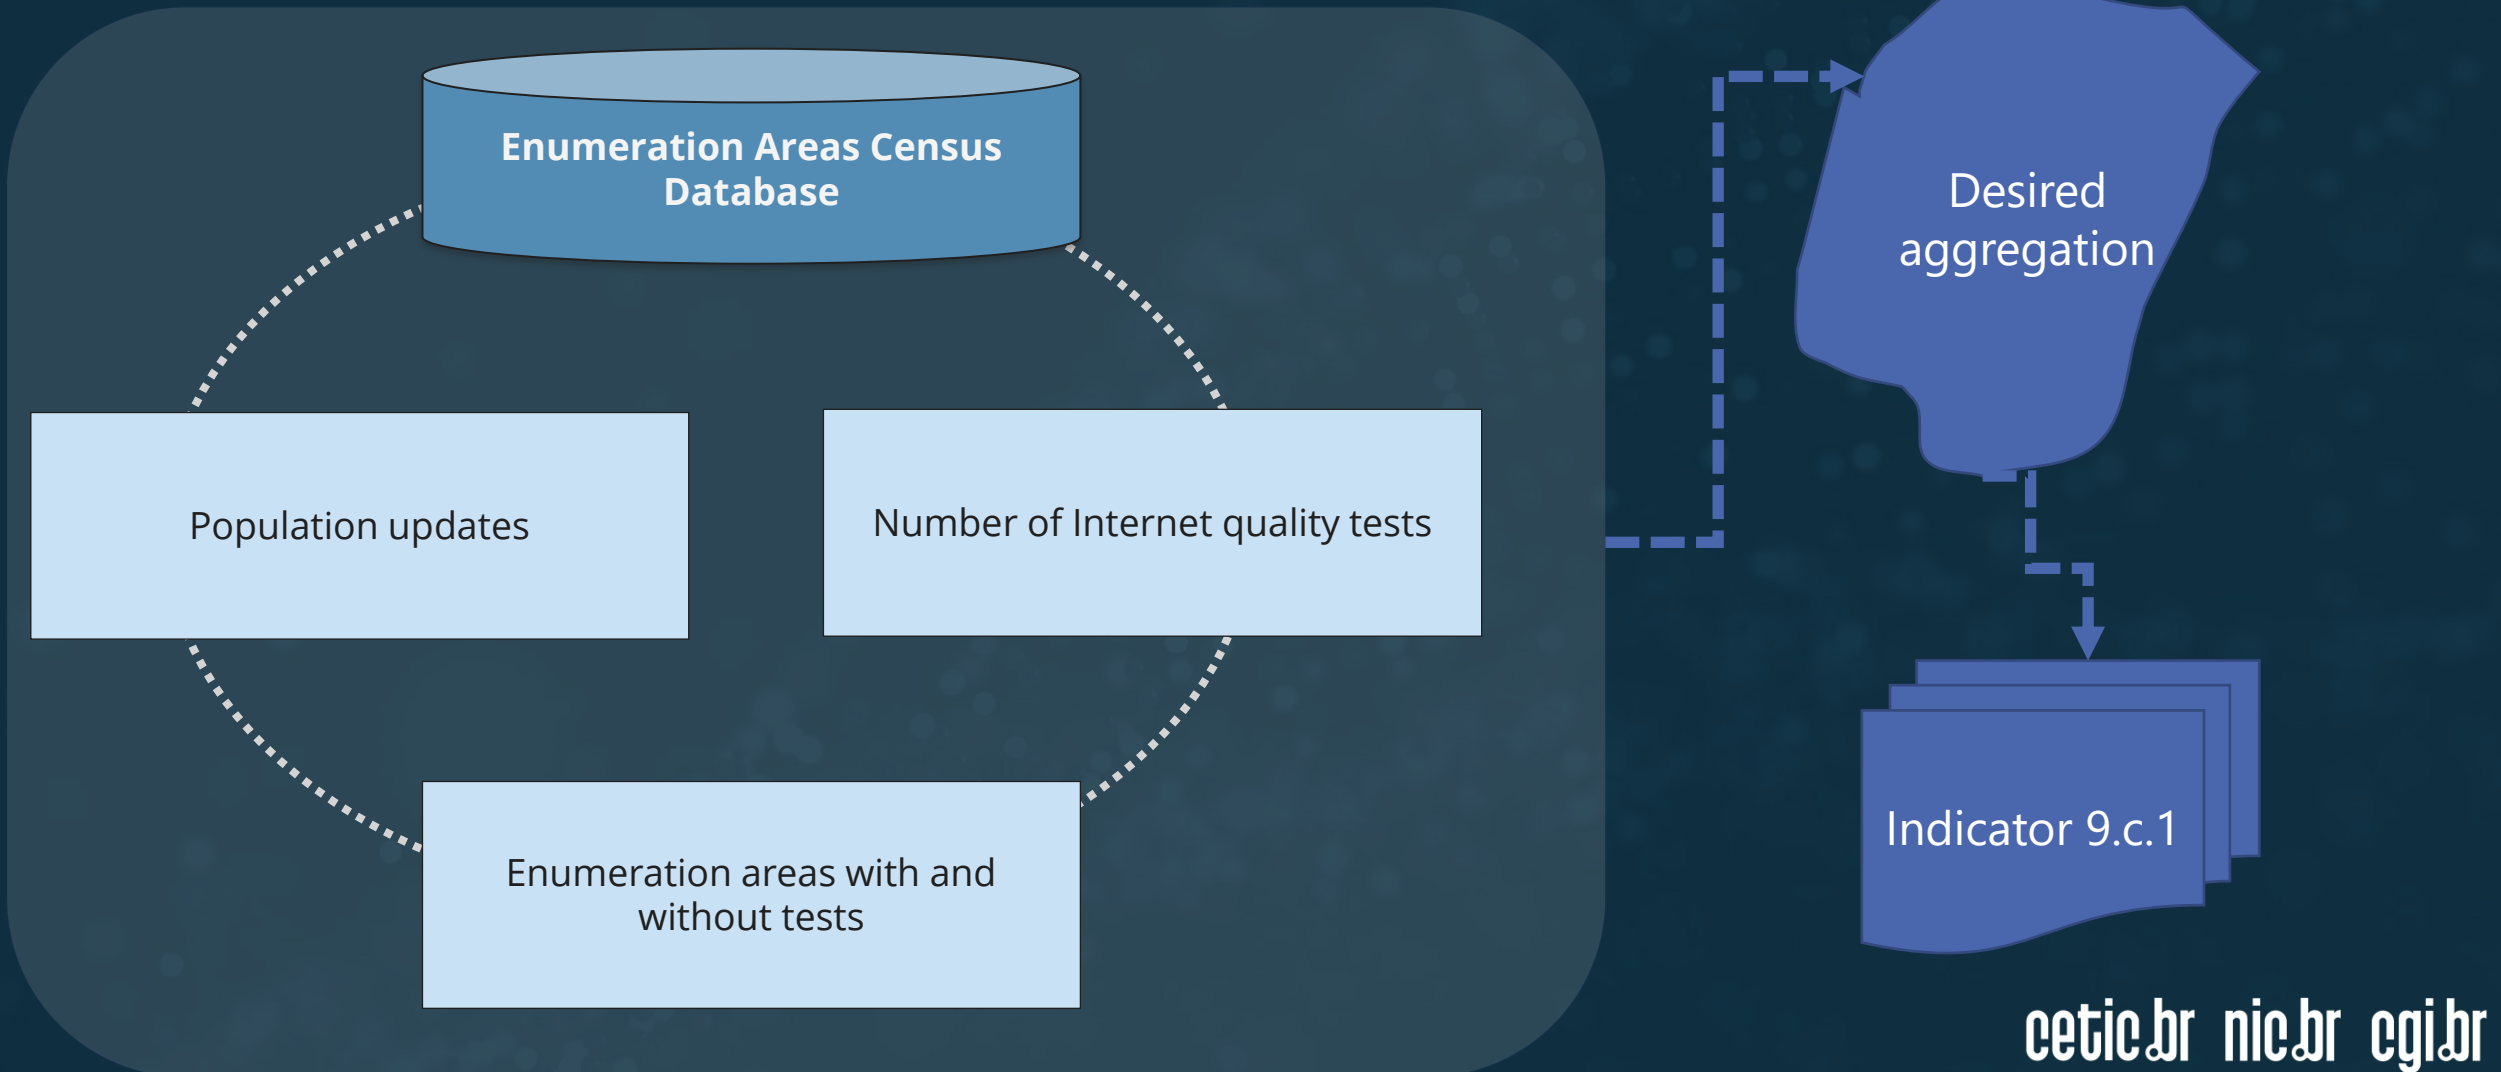 Enumeration Areas Census
Database
Population updates
Number of Internet quality tests
Enumeration areas with and
without tests
Desired
aggregation
Indicator 9.c.1
cetic.br nic.br cgi.br